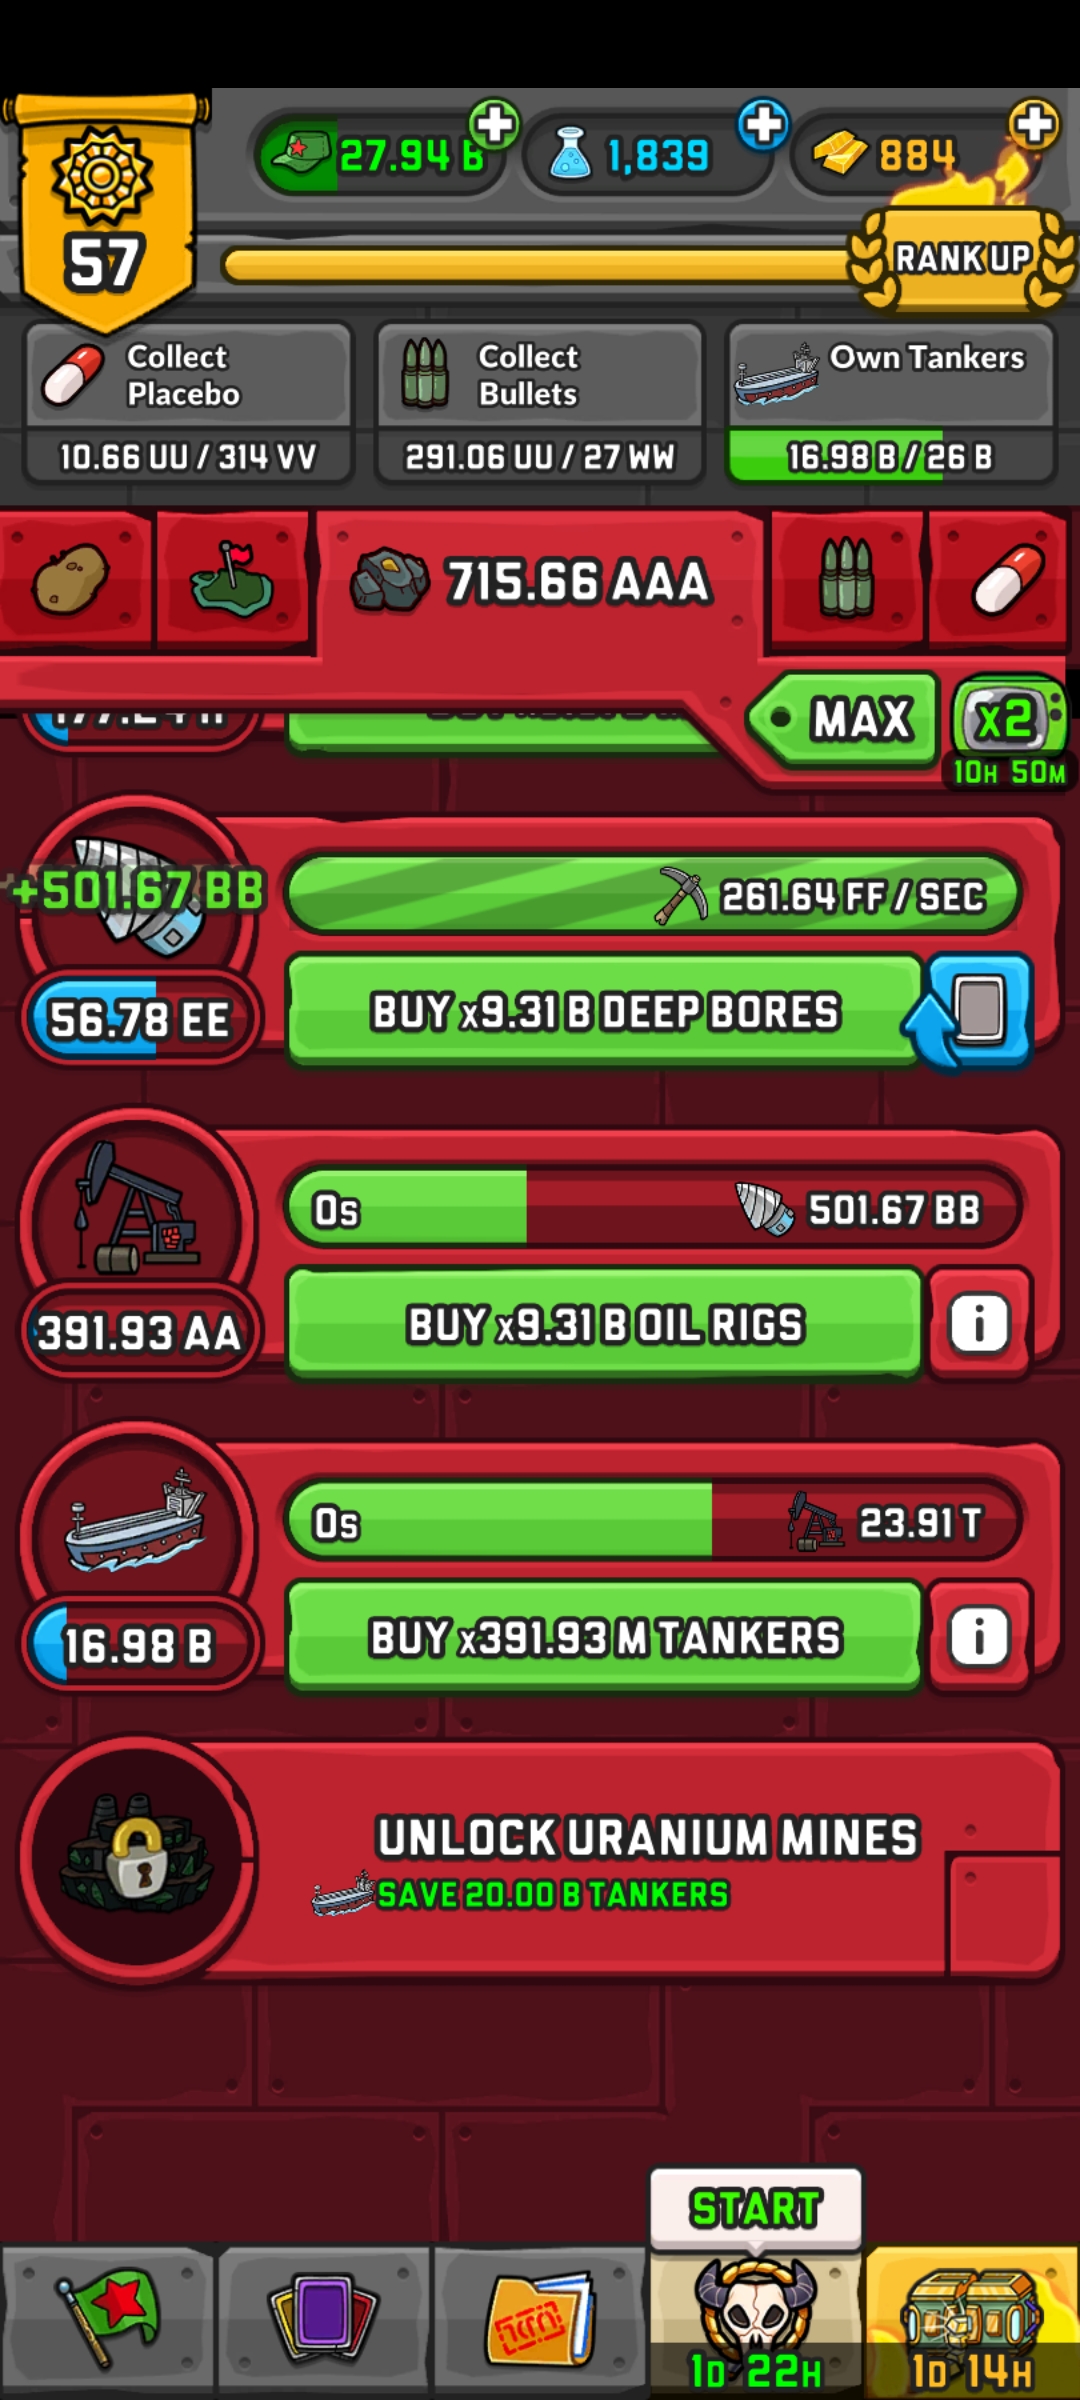 57
27.94 B
1,839
884
RANK UP
Collect
Placebo
10.66 UU / 314 VV
Collect
Bullets
291.06 UU / 27 WW
Own Tankers
16.98 B / 26 B
715.66 AAA
MAX
x2
10H 50M
+501.67 BB
261.64 FF / SEC
56.78 EE
BUY x9.31 B DEEP BORES
0s
501.67 BB
391.93 AA
BUY x9.31 B OIL RIGS
i
0s
23.91 T
16.98 B
BUY x391.93 M TANKERS
i
UNLOCK URANIUM MINES
SAVE 20.00 B TANKERS
START
1D 22H
1D 14H